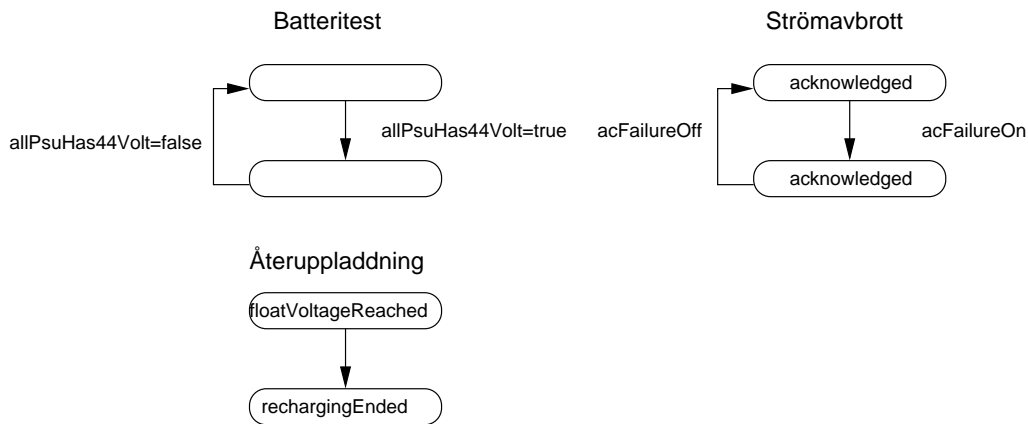 Batteritest
allPsuHas44Volt=false
allPsuHas44Volt=true
Strömavbrott
acknowledged
acFailureOff
acFailureOn
acknowledged
Återuppladdning
floatVoltageReached
rechargingEnded